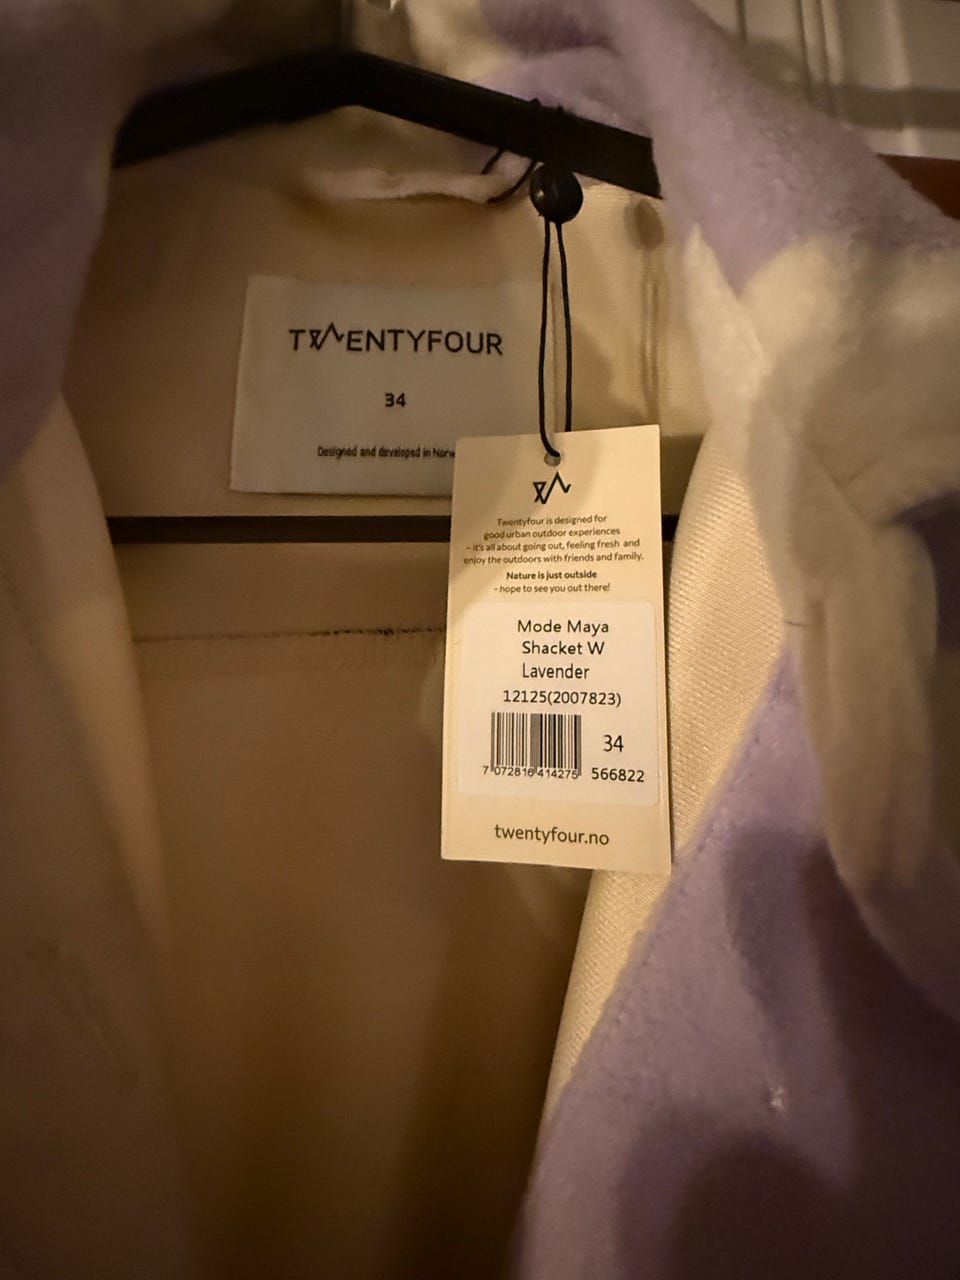 TWENTYFOUR
34
Designed and developed in Norw
Twentyfour is designed for
good urban outdoor experiences
- it's all about going out, feeling fresh and
enjoy the outdoors with friends and family.
Nature is just outside
- hope to see you out there!
Mode Maya
Shacket W
Lavender
12125(2007823)
34
7 072816 414275 566822
twentyfour.no